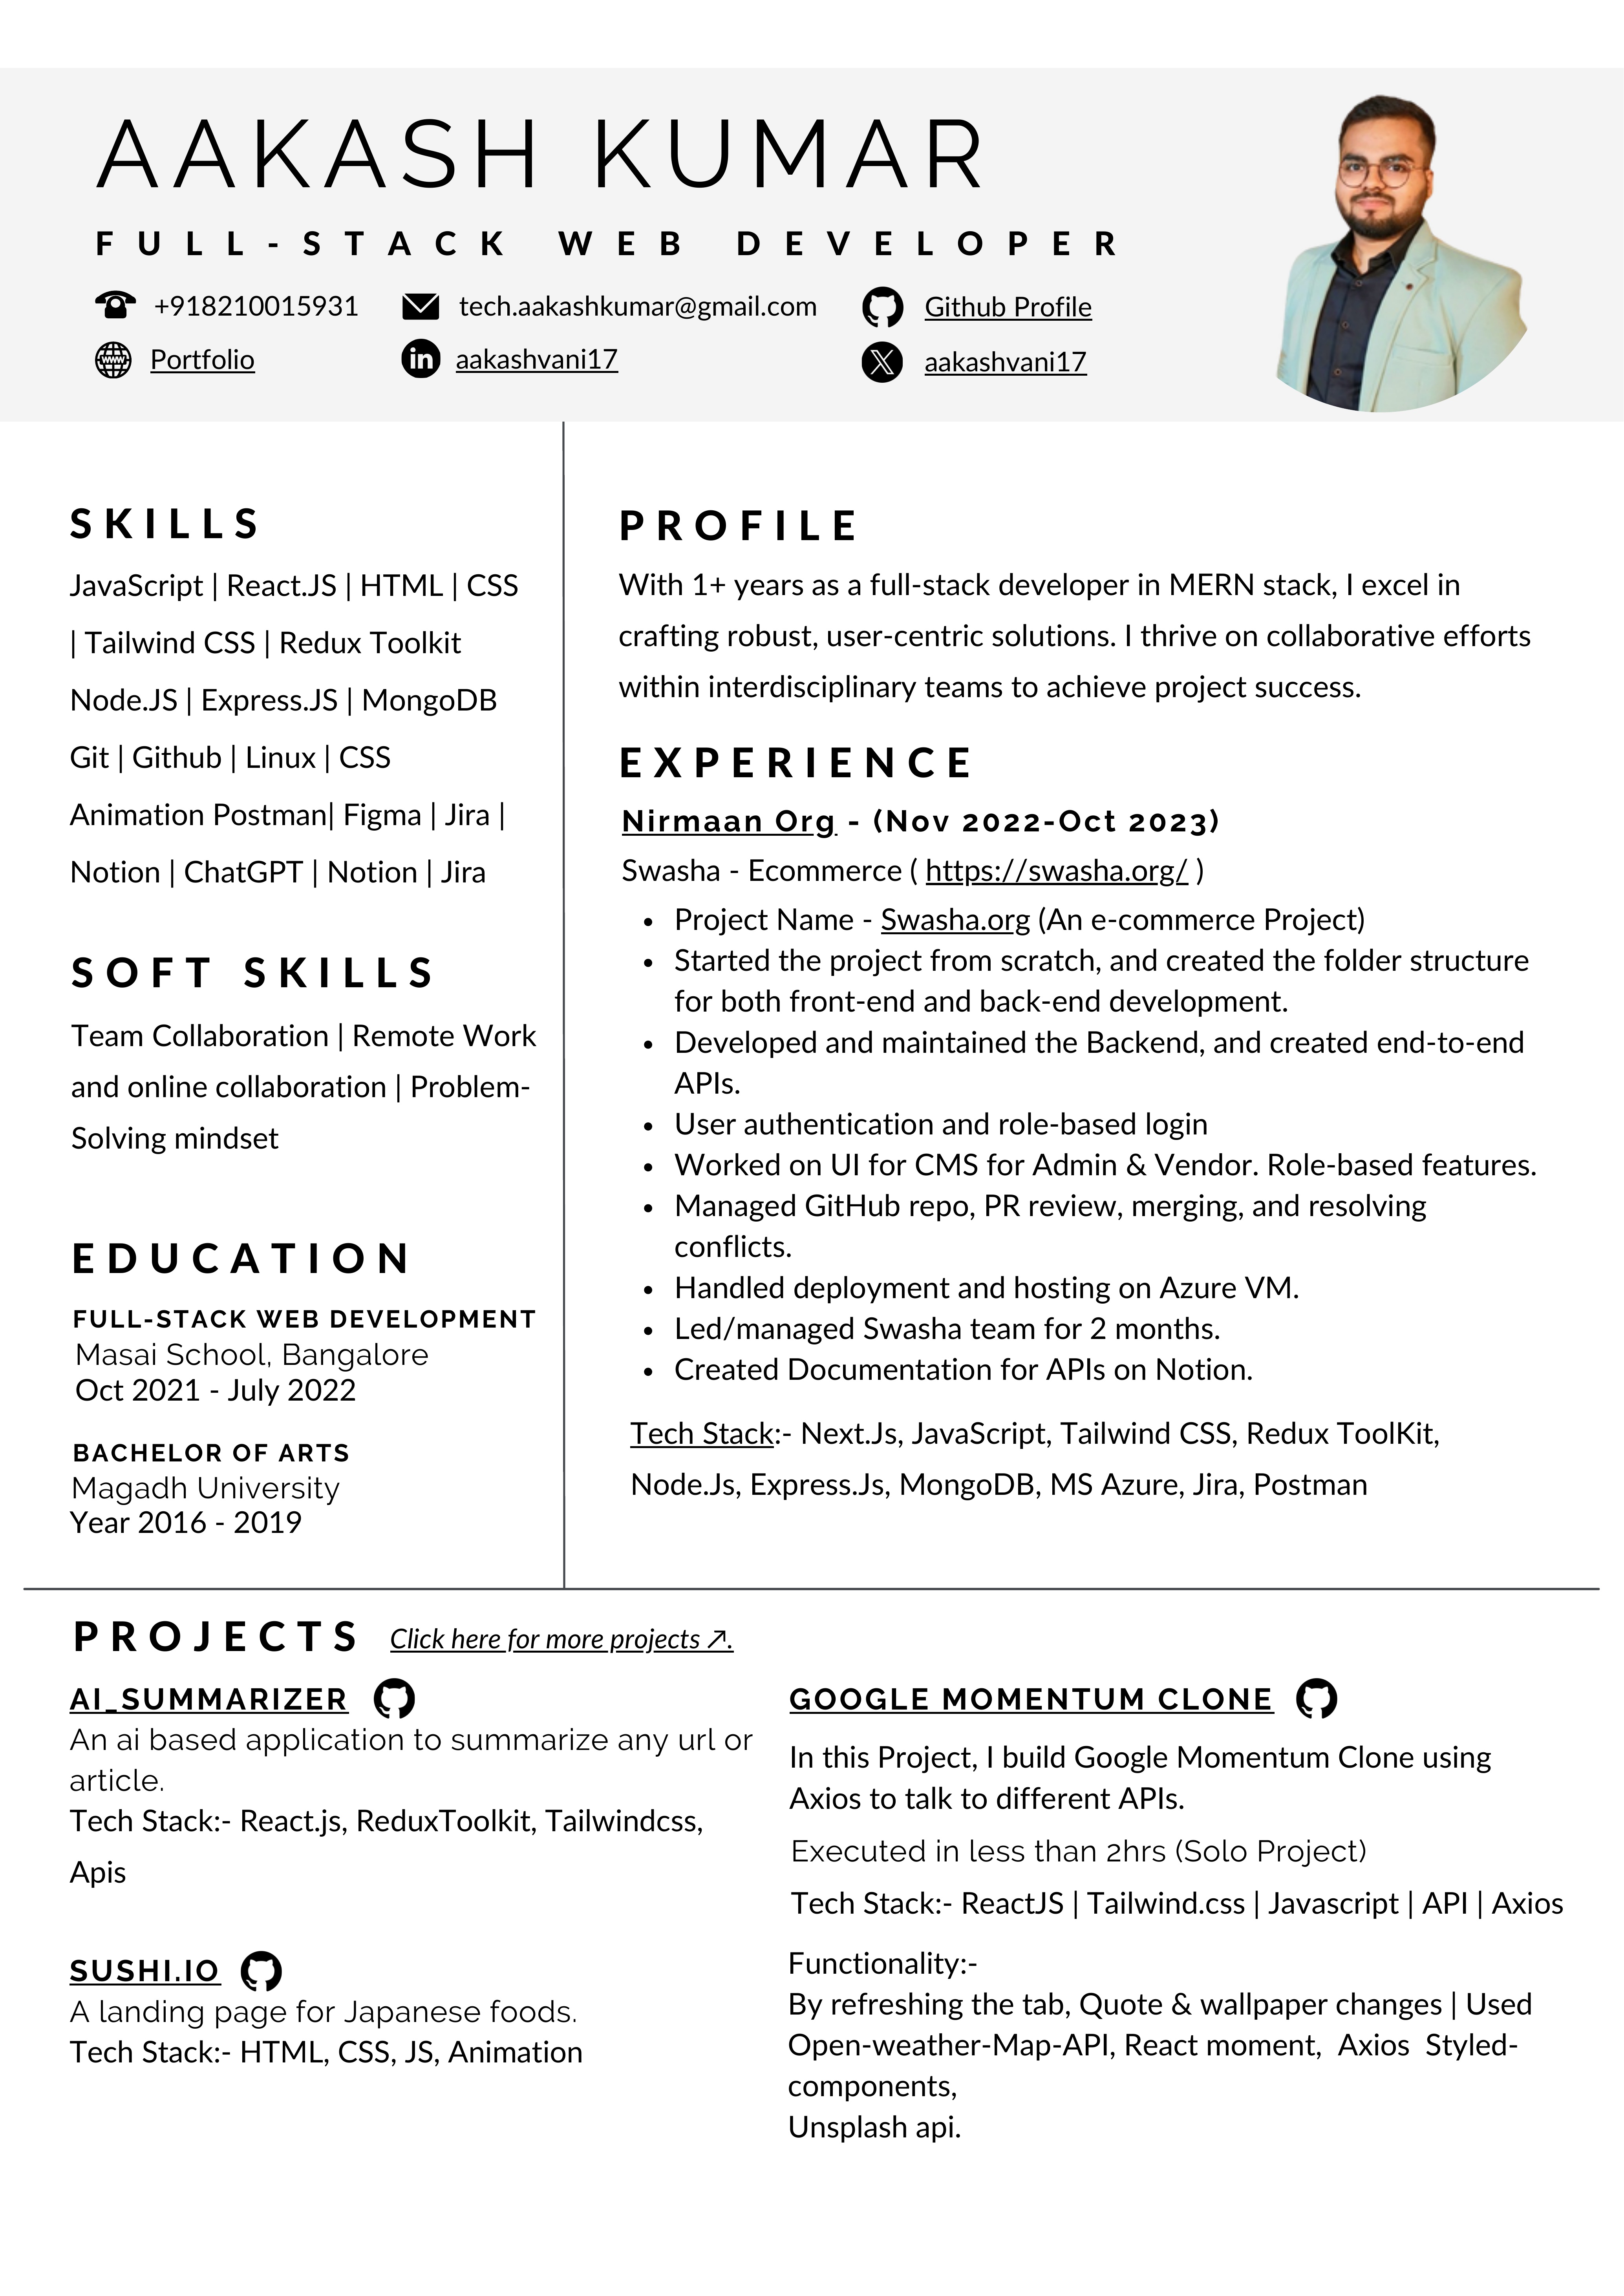 AAKASH KUMAR
FULL-STACK WEB DEVELOPER
+918210015931 tech.aakashkumar@gmail.com Github Profile
Portfolio aakashvani17 aakashvani17
SKILLS
JavaScript | React.JS | HTML | CSS
| Tailwind CSS | Redux Toolkit
Node.JS | Express.JS | MongoDB
Git | Github | Linux | CSS
Animation Postman| Figma | Jira |
Notion | ChatGPT | Notion | Jira
SOFT SKILLS
Team Collaboration | Remote Work
and online collaboration | Problem-
Solving mindset
EDUCATION
FULL-STACK WEB DEVELOPMENT
Masai School, Bangalore
Oct 2021 - July 2022
BACHELOR OF ARTS
Magadh University
Year 2016 - 2019
PROFILE
With 1+ years as a full-stack developer in MERN stack, I excel in
crafting robust, user-centric solutions. I thrive on collaborative efforts
within interdisciplinary teams to achieve project success.
EXPERIENCE
Nirmaan Org - (Nov 2022-Oct 2023)
Swasha - Ecommerce ( https://swasha.org/ )
• Project Name - Swasha.org (An e-commerce Project)
• Started the project from scratch, and created the folder structure
for both front-end and back-end development.
• Developed and maintained the Backend, and created end-to-end
APIs.
• User authentication and role-based login
• Worked on UI for CMS for Admin & Vendor. Role-based features.
• Managed GitHub repo, PR review, merging, and resolving
conflicts.
• Handled deployment and hosting on Azure VM.
• Led/managed Swasha team for 2 months.
• Created Documentation for APIs on Notion.
Tech Stack:- Next.Js, JavaScript, Tailwind CSS, Redux ToolKit,
Node.Js, Express.Js, MongoDB, MS Azure, Jira, Postman
PROJECTS Click here for more projects ↗.
AI_SUMMARIZER
An ai based application to summarize any url or
article.
Tech Stack:- React.js, ReduxToolkit, Tailwindcss,
Apis
SUSHI.IO
A landing page for Japanese foods.
Tech Stack:- HTML, CSS, JS, Animation
GOOGLE MOMENTUM CLONE
In this Project, I build Google Momentum Clone using
Axios to talk to different APIs.
Executed in less than 2hrs (Solo Project)
Tech Stack:- ReactJS | Tailwind.css | Javascript | API | Axios
Functionality:-
By refreshing the tab, Quote & wallpaper changes | Used
Open-weather-Map-API, React moment, Axios Styled-
components,
Unsplash api.